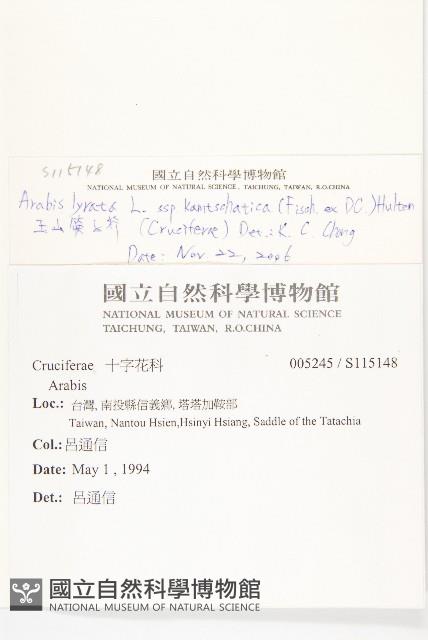 S115148
國立自然科學博物館
NATIONAL MUSEUM OF NATURAL SCIENCE, TAICHUNG, TAIWAN, R.O.CHINA
Arabis lyrata L. ssp kamtschatica (Fisch. ex DC.) Hulten
玉山筷子芥 (Cruciferae) Det.: K. C. Chang
Date: Nov. 22, 2006
國立自然科學博物館
NATIONAL MUSEUM OF NATURAL SCIENCE
TAICHUNG, TAIWAN, R.O.CHINA
Cruciferae 十字花科 005245 / S115148
Arabis
Loc.: 台灣, 南投縣信義鄉, 塔塔加鞍部
Taiwan, Nantou Hsien,Hsinyi Hsiang, Saddle of the Tatachia
Col.: 呂通信
Date: May 1 , 1994
Det.: 呂通信
國立自然科學博物館
NATIONAL MUSEUM OF NATURAL SCIENCE